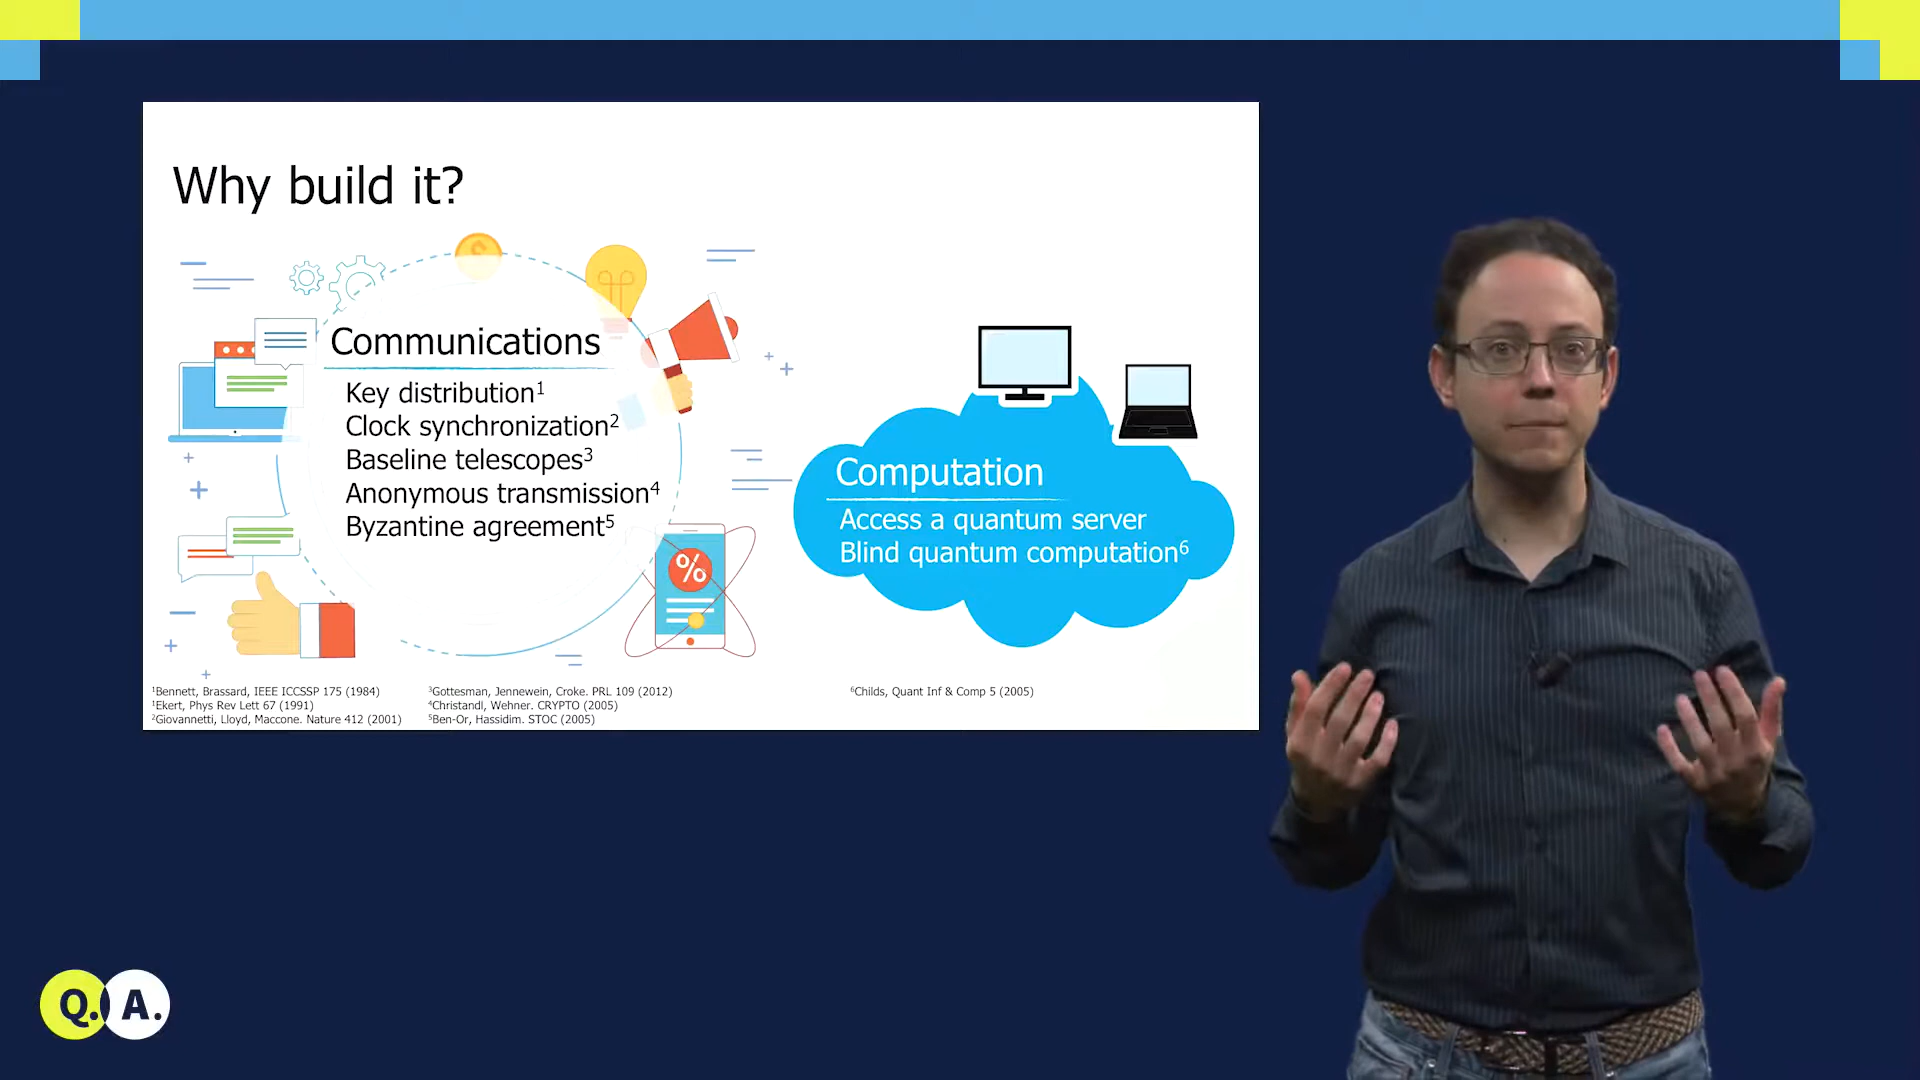 Why build it?
Communications
Key distribution¹
Clock synchronization²
Baseline telescopes³
Anonymous transmission⁴
Byzantine agreement⁵
%
Computation
Access a quantum server
Blind quantum computation⁶
¹Bennett, Brassard, IEEE ICCSSP 175 (1984)
¹Ekert, Phys Rev Lett 67 (1991)
²Giovannetti, Lloyd, Maccone. Nature 412 (2001)
³Gottesman, Jennewein, Croke. PRL 109 (2012)
⁴Christandl, Wehner. CRYPTO (2005)
⁵Ben-Or, Hassidim. STOC (2005)
⁶Childs, Quant Inf & Comp 5 (2005)
Q. A.